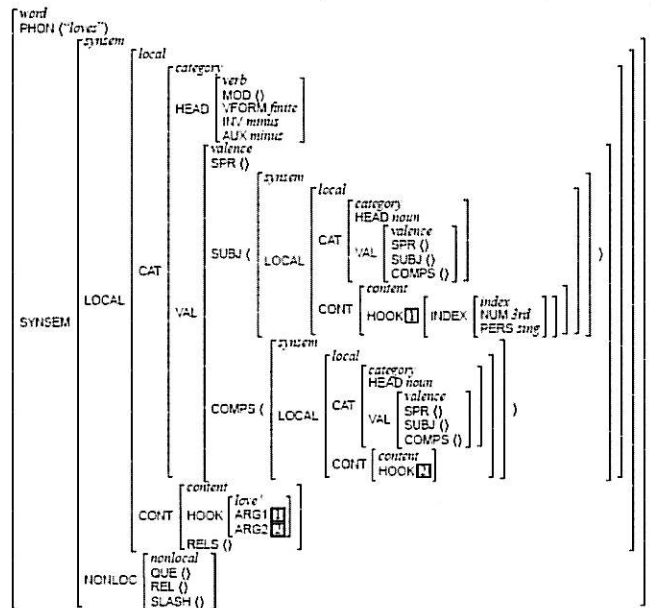 word
PHON ("loves")
synsem
local
category
verb
MOD ()
HEAD VFORM finite
INV minus
AUX minus
valence
SPR ()
synsem
local
category
HEAD noun
CAT valence
VAL SPR ()
SUBJ ( LOCAL SUBJ ()
COMPS () )
CAT content
LOCAL VAL CONT HOOK 1 INDEX index
NUM 3rd
SYNSEM PERS sing
synsem
local
category
HEAD noun
CAT valence
COMPS ( LOCAL VAL SPR () )
SUBJ ()
COMPS ()
CONT content
HOOK 2
content
love'
CONT HOOK ARG1 1
ARG2 2
RELS ()
nonlocal
NONLOC QUE ()
REL ()
SLASH ()